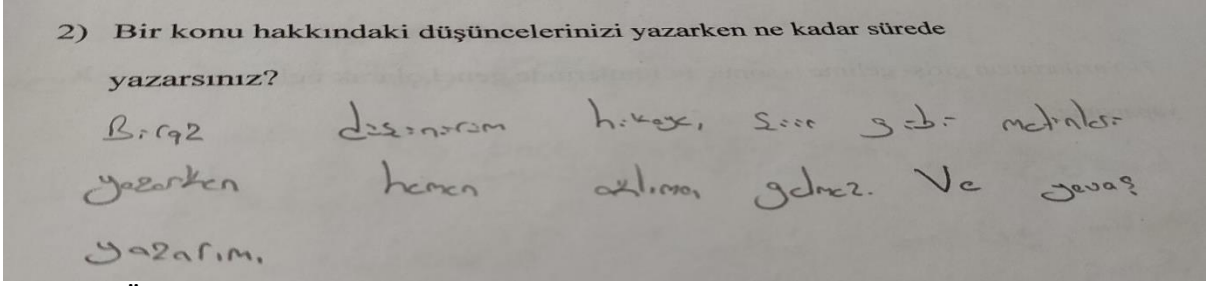 2) Bir konu hakkındaki düşüncelerinizi yazarken ne kadar sürede
yazarsınız?
Biraz düşünürüm hikaye, şiir gibi metinleri
yazarken hemen aklıma, gelmez. Ve yavaş
yazarım.